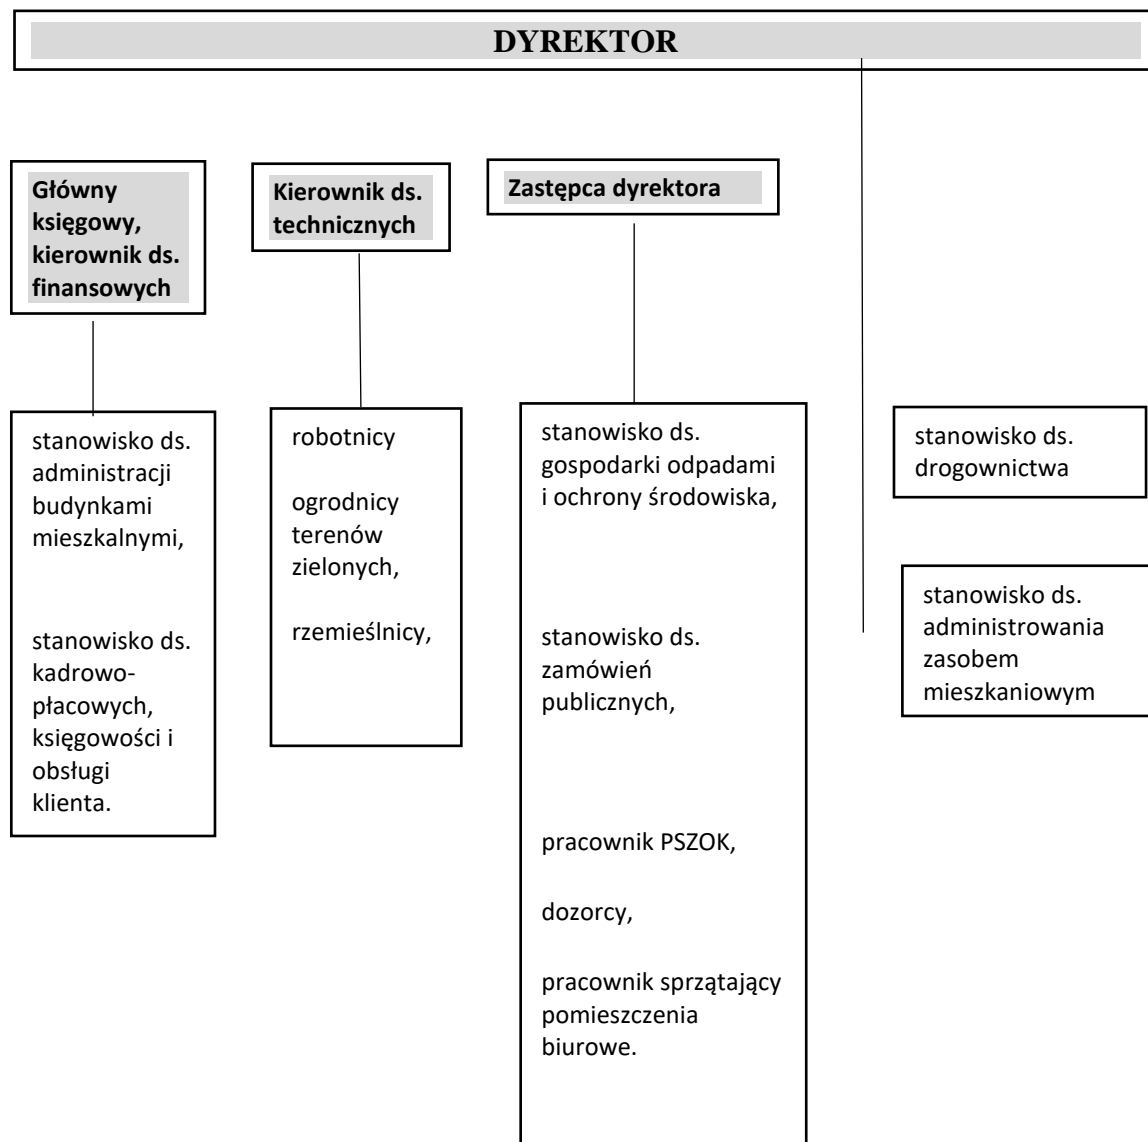 DYREKTOR
Główny
księgowy,
kierownik ds.
finansowych
Kierownik ds.
technicznych
Zastępca dyrektora
stanowisko ds.
administracji
budynkami
mieszkalnymi,
stanowisko ds.
kadrowo-
płacowych,
księgowości i
obsługi
klienta.
robotnicy
ogrodnicy
terenów
zielonych,
rzemieślnicy,
stanowisko ds.
gospodarki odpadami
i ochrony środowiska,
stanowisko ds.
zamówień
publicznych,
pracownik PSZOK,
dozorcy,
pracownik sprzątający
pomieszczenia
biurowe.
stanowisko ds.
drogownictwa
stanowisko ds.
administrowania
zasobem
mieszkaniowym